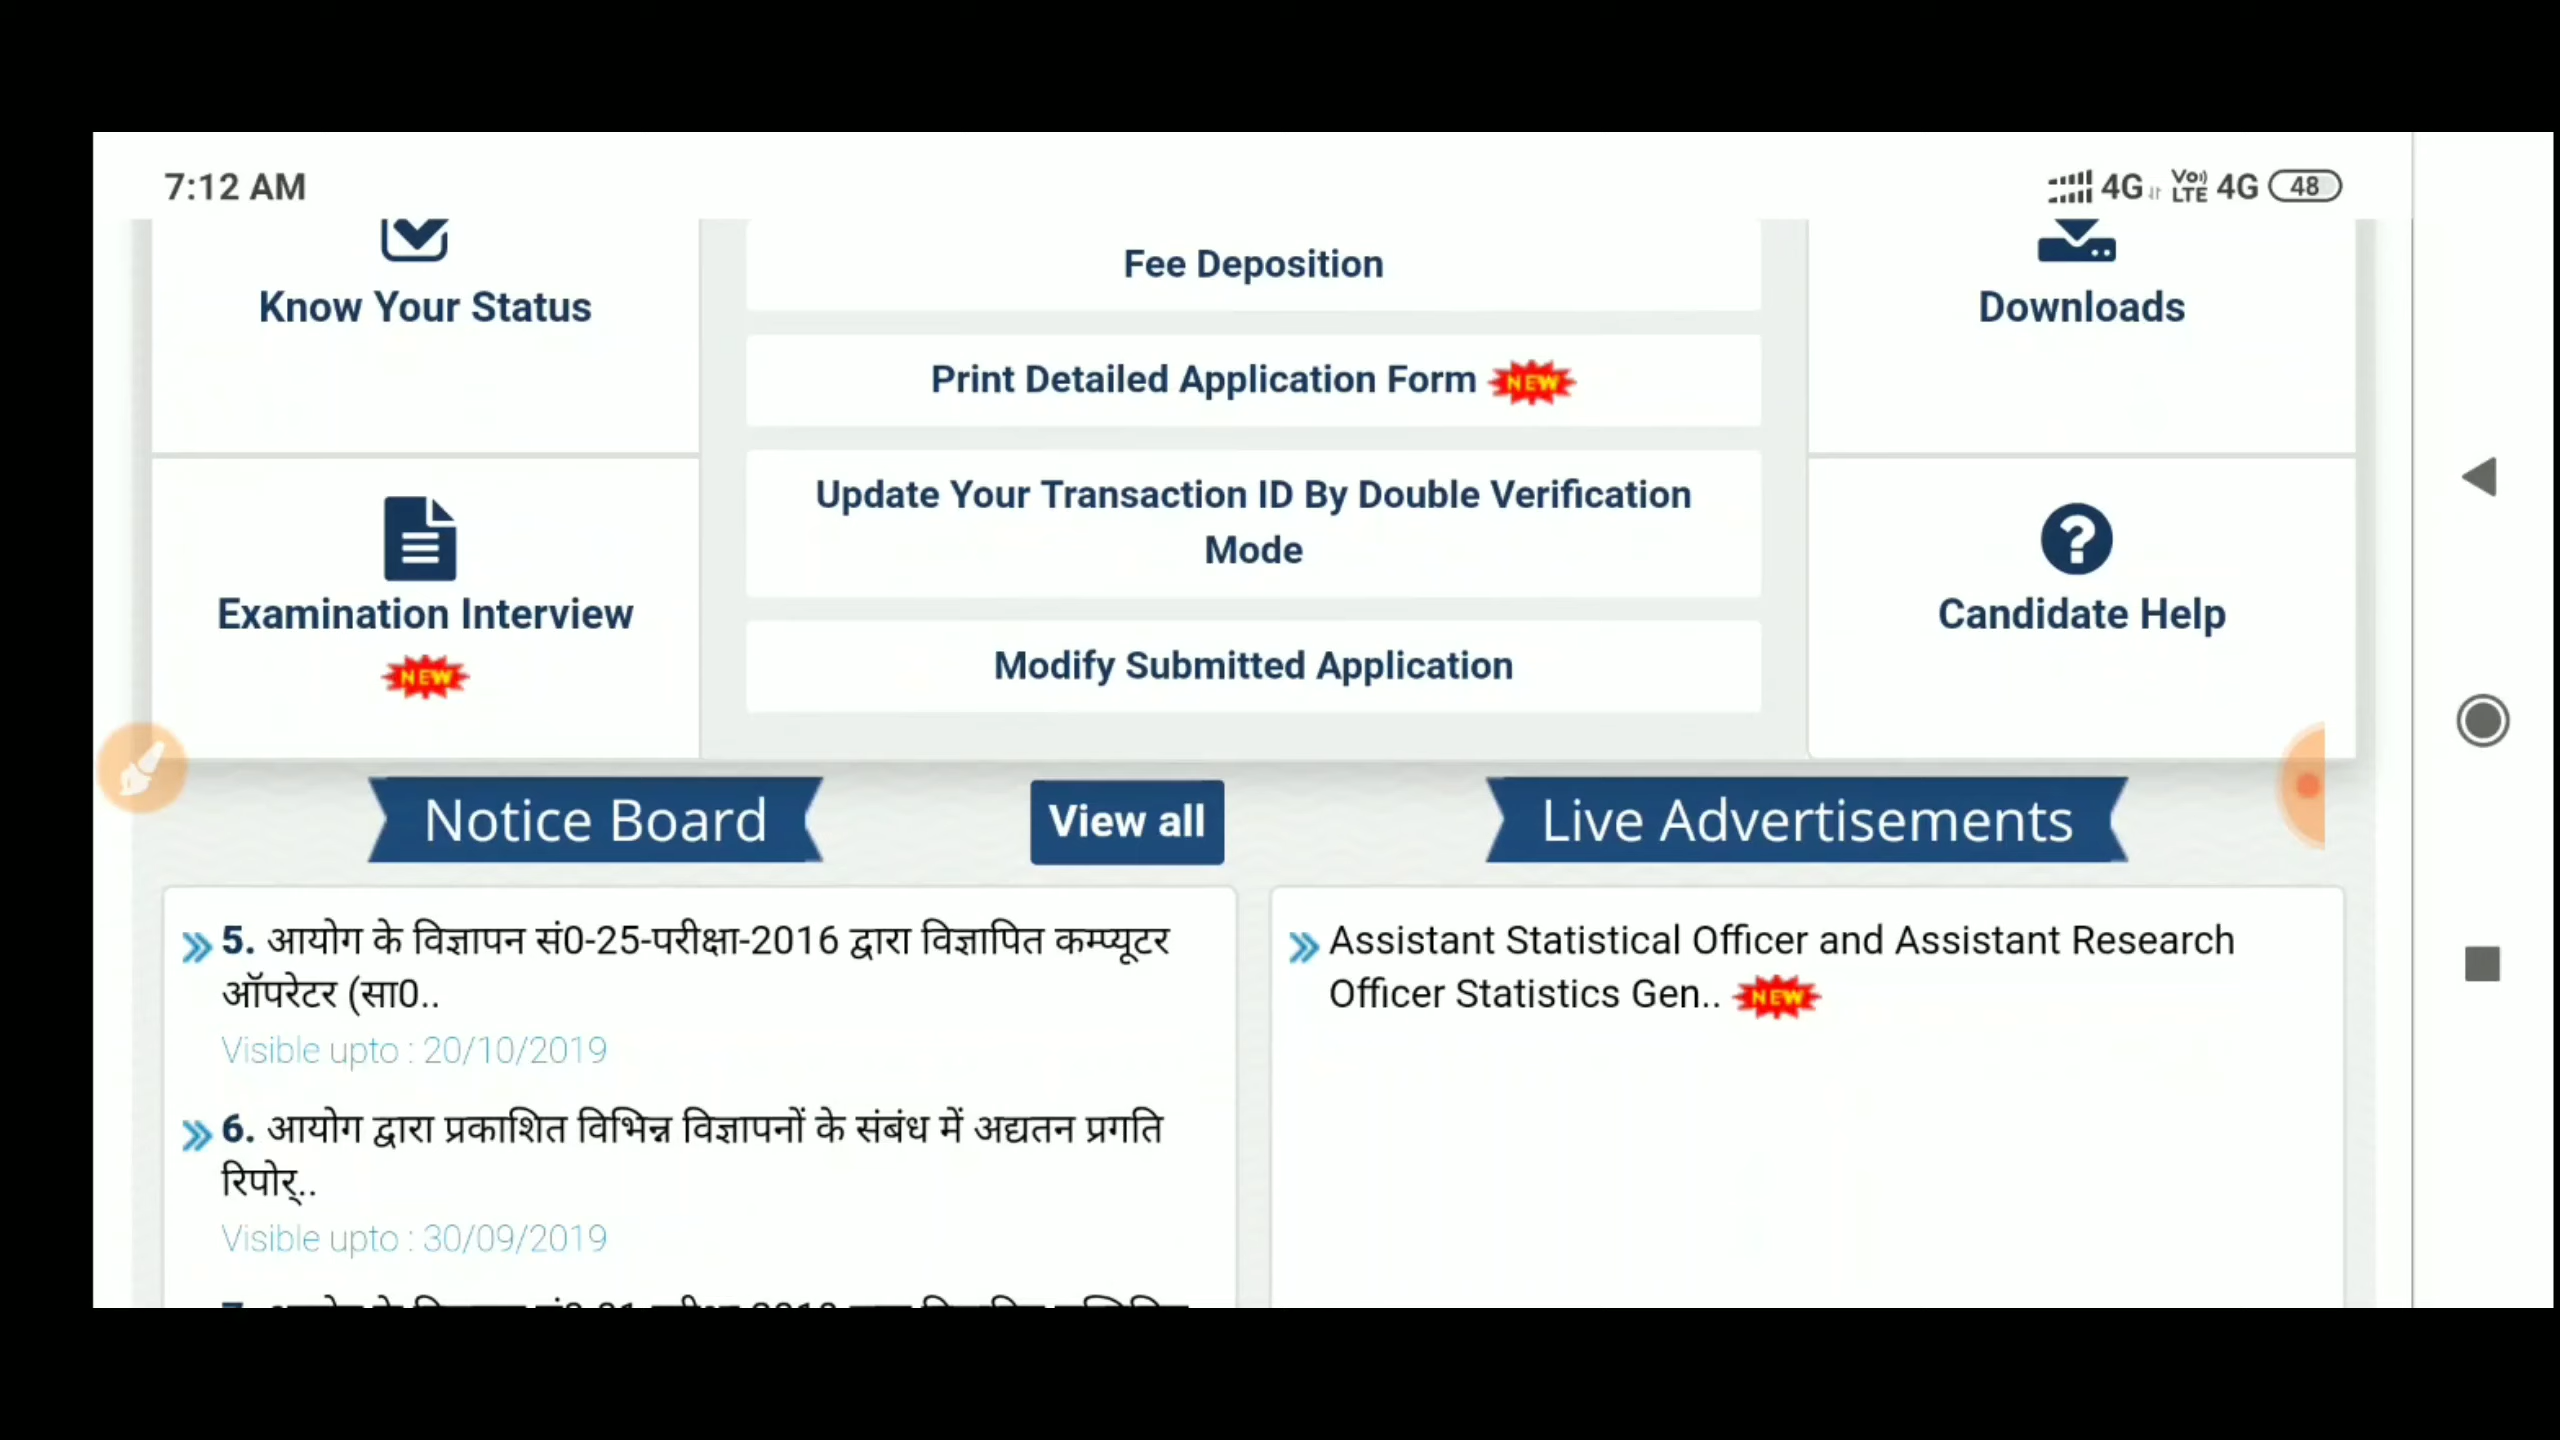 7:12 AM
4G Vo) LTE 4G 48
Know Your Status
Fee Deposition
Downloads
Print Detailed Application Form NEW
Update Your Transaction ID By Double Verification
Mode
Examination Interview
NEW
Candidate Help
Modify Submitted Application
Notice Board
View all
Live Advertisements
5. आयोग के विज्ञापन सं0-25-परीक्षा-2016 द्वारा विज्ञापित कम्प्यूटर
ऑपरेटर (सा0..
Visible upto : 20/10/2019
6. आयोग द्वारा प्रकाशित विभिन्न विज्ञापनों के संबंध में अद्यतन प्रगति
रिपोर्..
Visible upto : 30/09/2019
Assistant Statistical Officer and Assistant Research
Officer Statistics Gen.. NEW